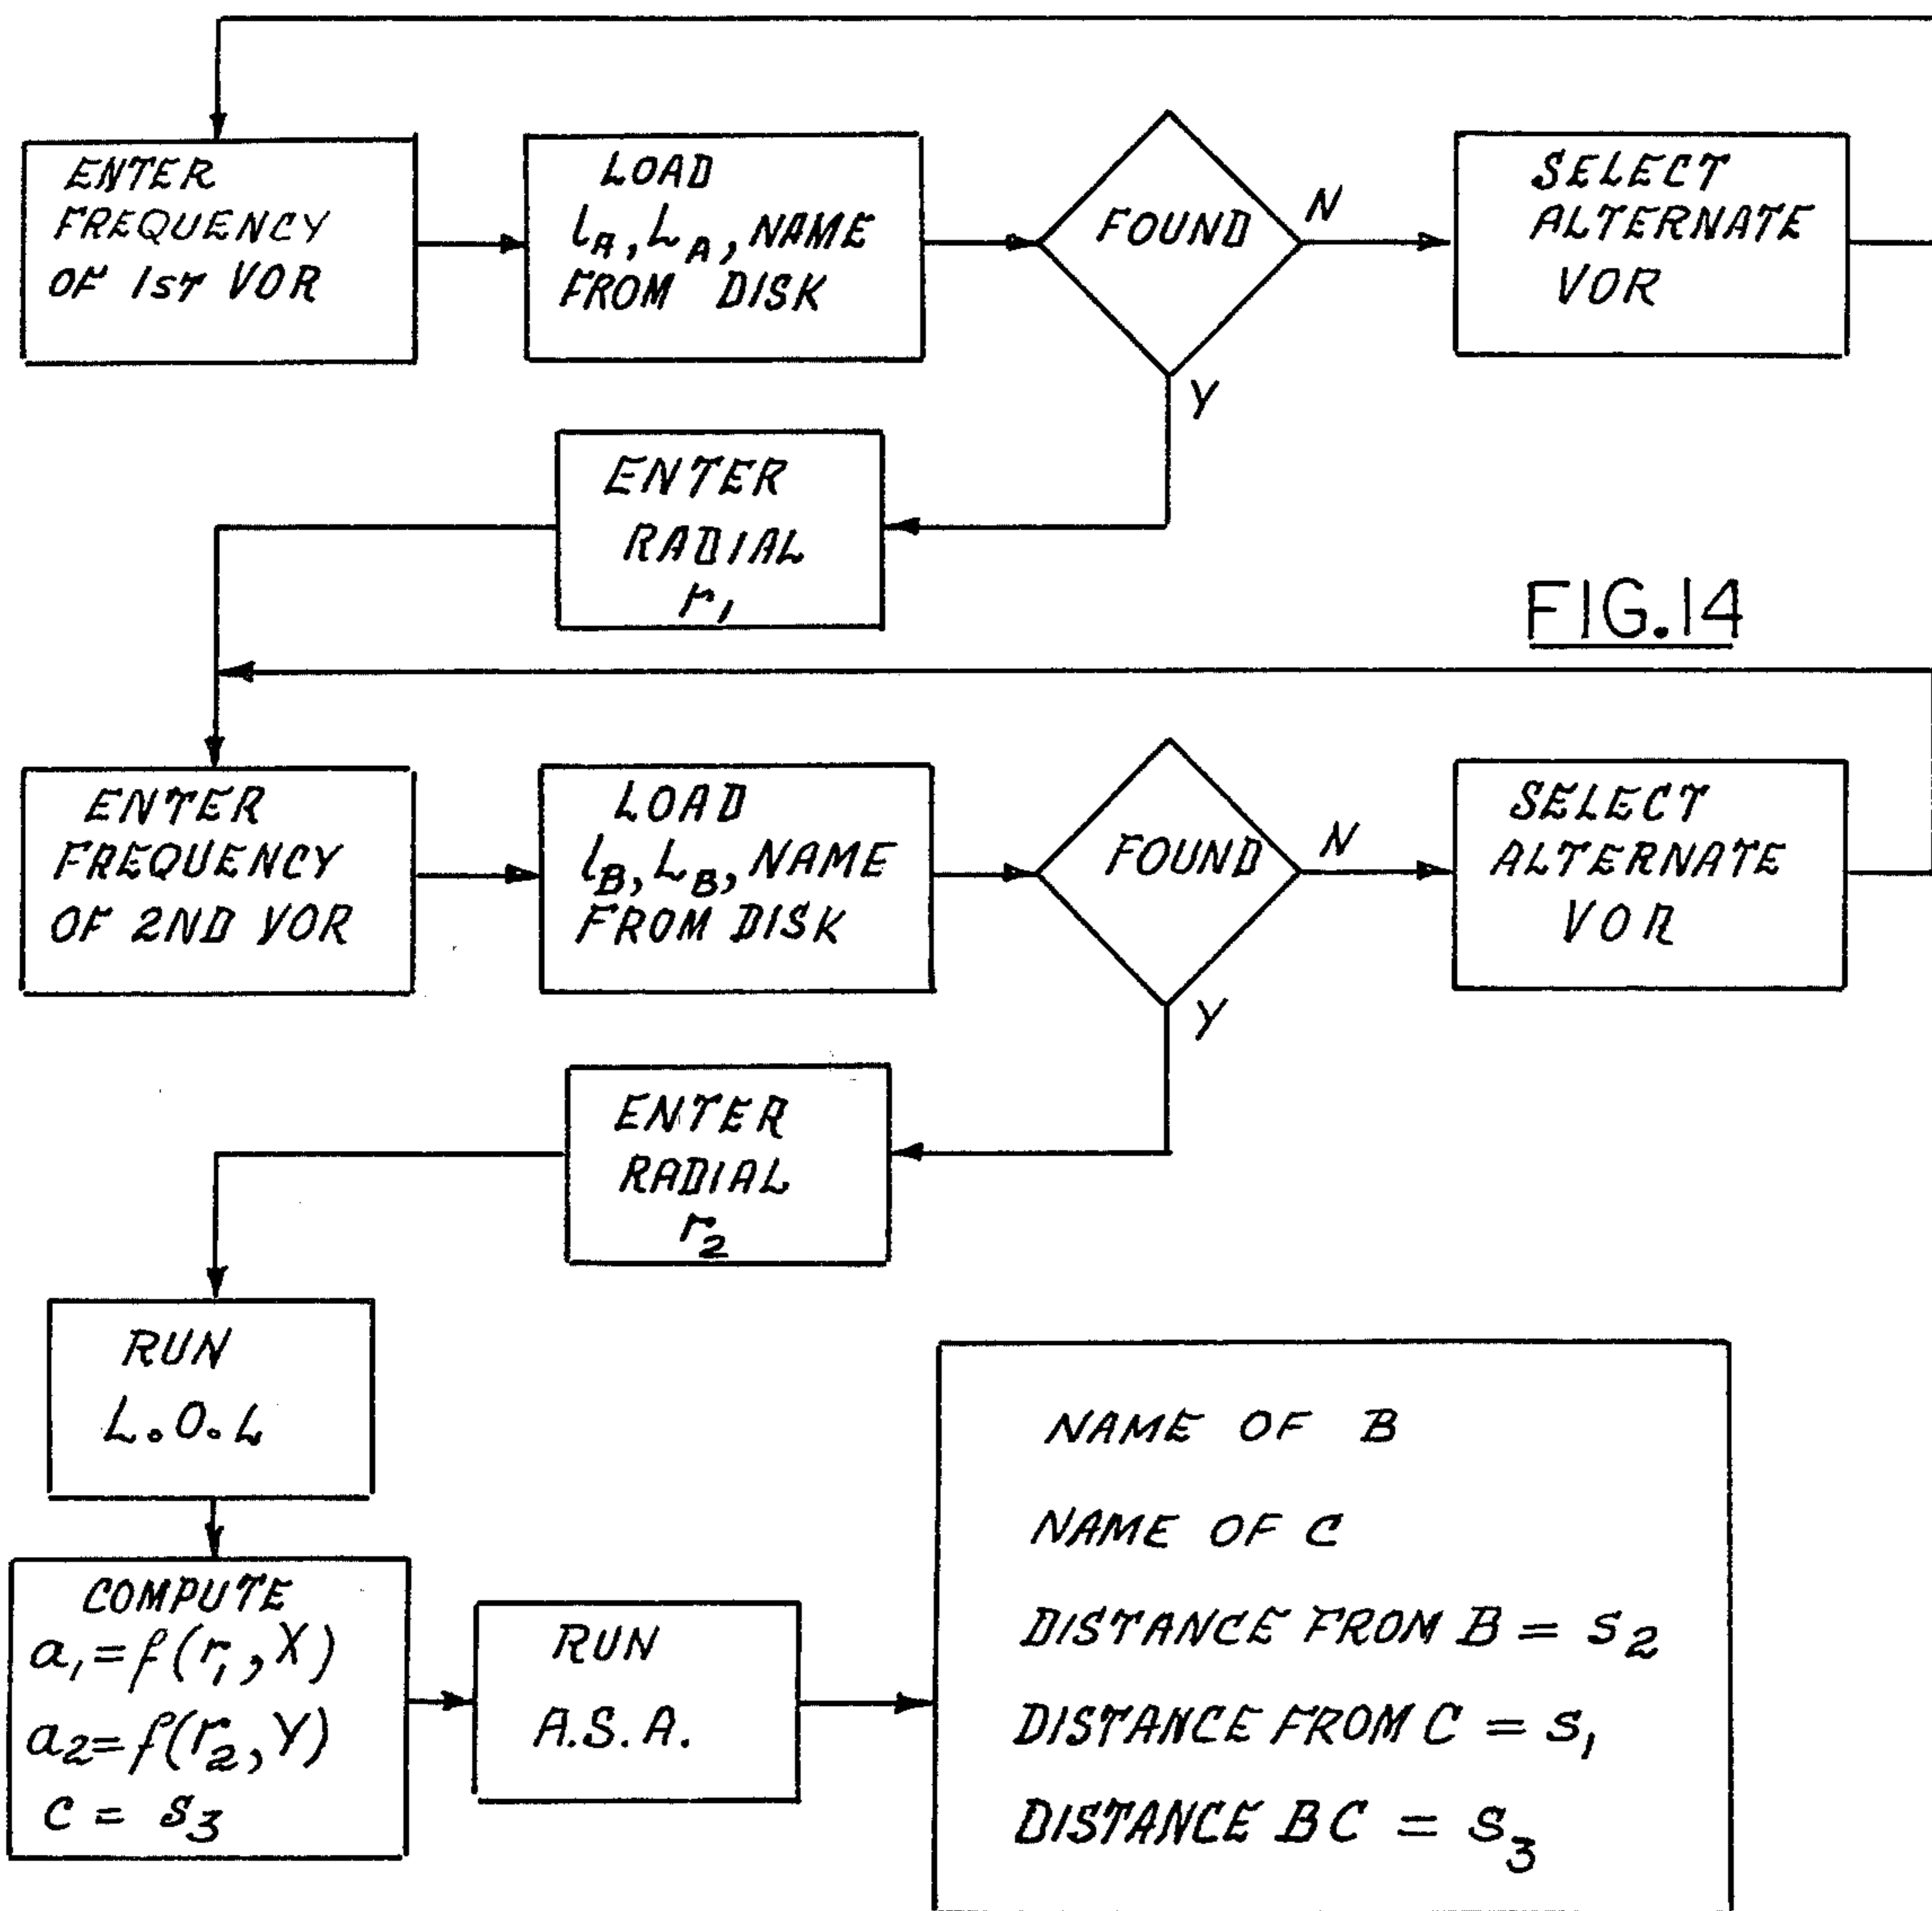 ENTER
FREQUENCY
OF 1ST VOR
LOAD
lA, LA, NAME
FROM DISK
FOUND
N
SELECT
ALTERNATE
VOR
Y
ENTER
RADIAL
r1
FIG.14
ENTER
FREQUENCY
OF 2ND VOR
LOAD
lB, LB, NAME
FROM DISK
FOUND
N
SELECT
ALTERNATE
VOR
Y
ENTER
RADIAL
r2
RUN
L.O.L
COMPUTE
a1=f(r1,X)
a2=f(r2,Y)
c = s3
RUN
A.S.A.
NAME OF B
NAME OF C
DISTANCE FROM B = s2
DISTANCE FROM C = s1
DISTANCE BC = s3